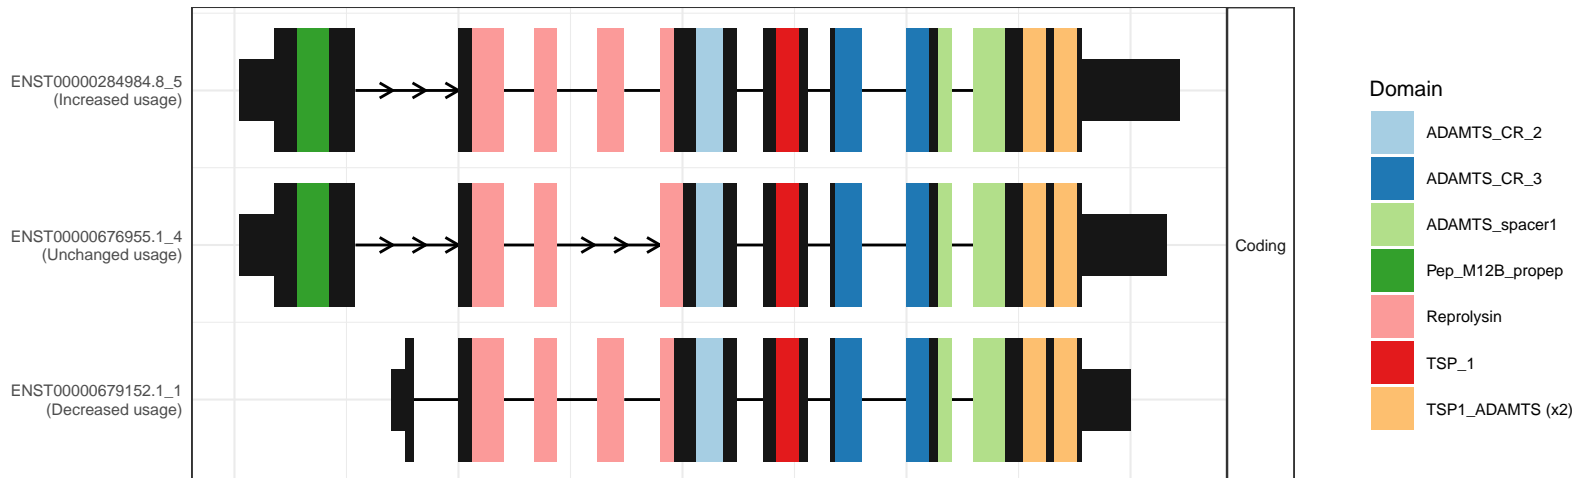 ENST00000284984.8_5
(Increased usage)
ENST00000676955.1_4
(Unchanged usage)
ENST00000679152.1_1
(Decreased usage)
Coding
Domain
ADAMTS_CR_2
ADAMTS_CR_3
ADAMTS_spacer1
Pep_M12B_propep
Reprolysin
TSP_1
TSP1_ADAMTS (x2)